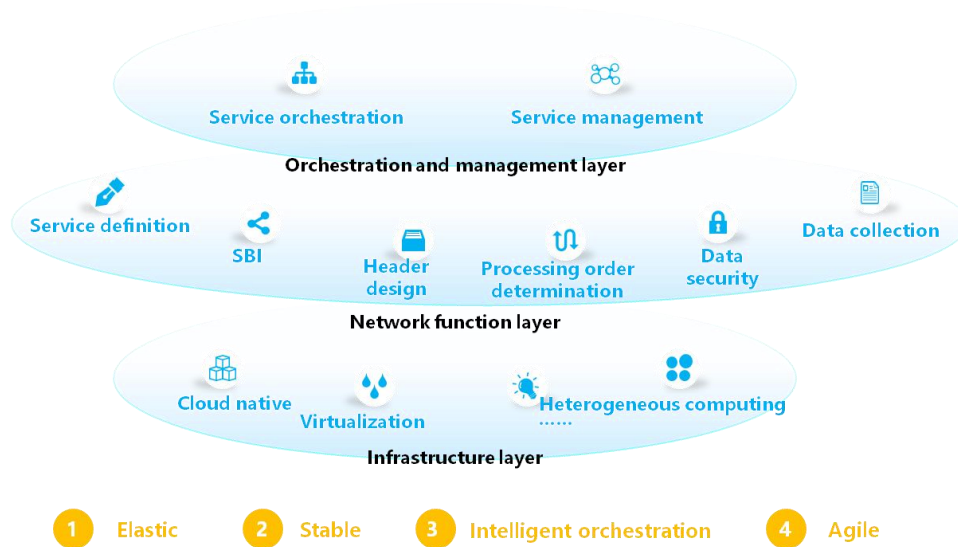 Service orchestration
Service management
Orchestration and management layer
Service definition
SBI
Header
design
Processing order
determination
Data
security
Data collection
Network function layer
Cloud native
Virtualization
Heterogeneous computing
......
Infrastructure layer
1 Elastic
2 Stable
3 Intelligent orchestration
4 Agile